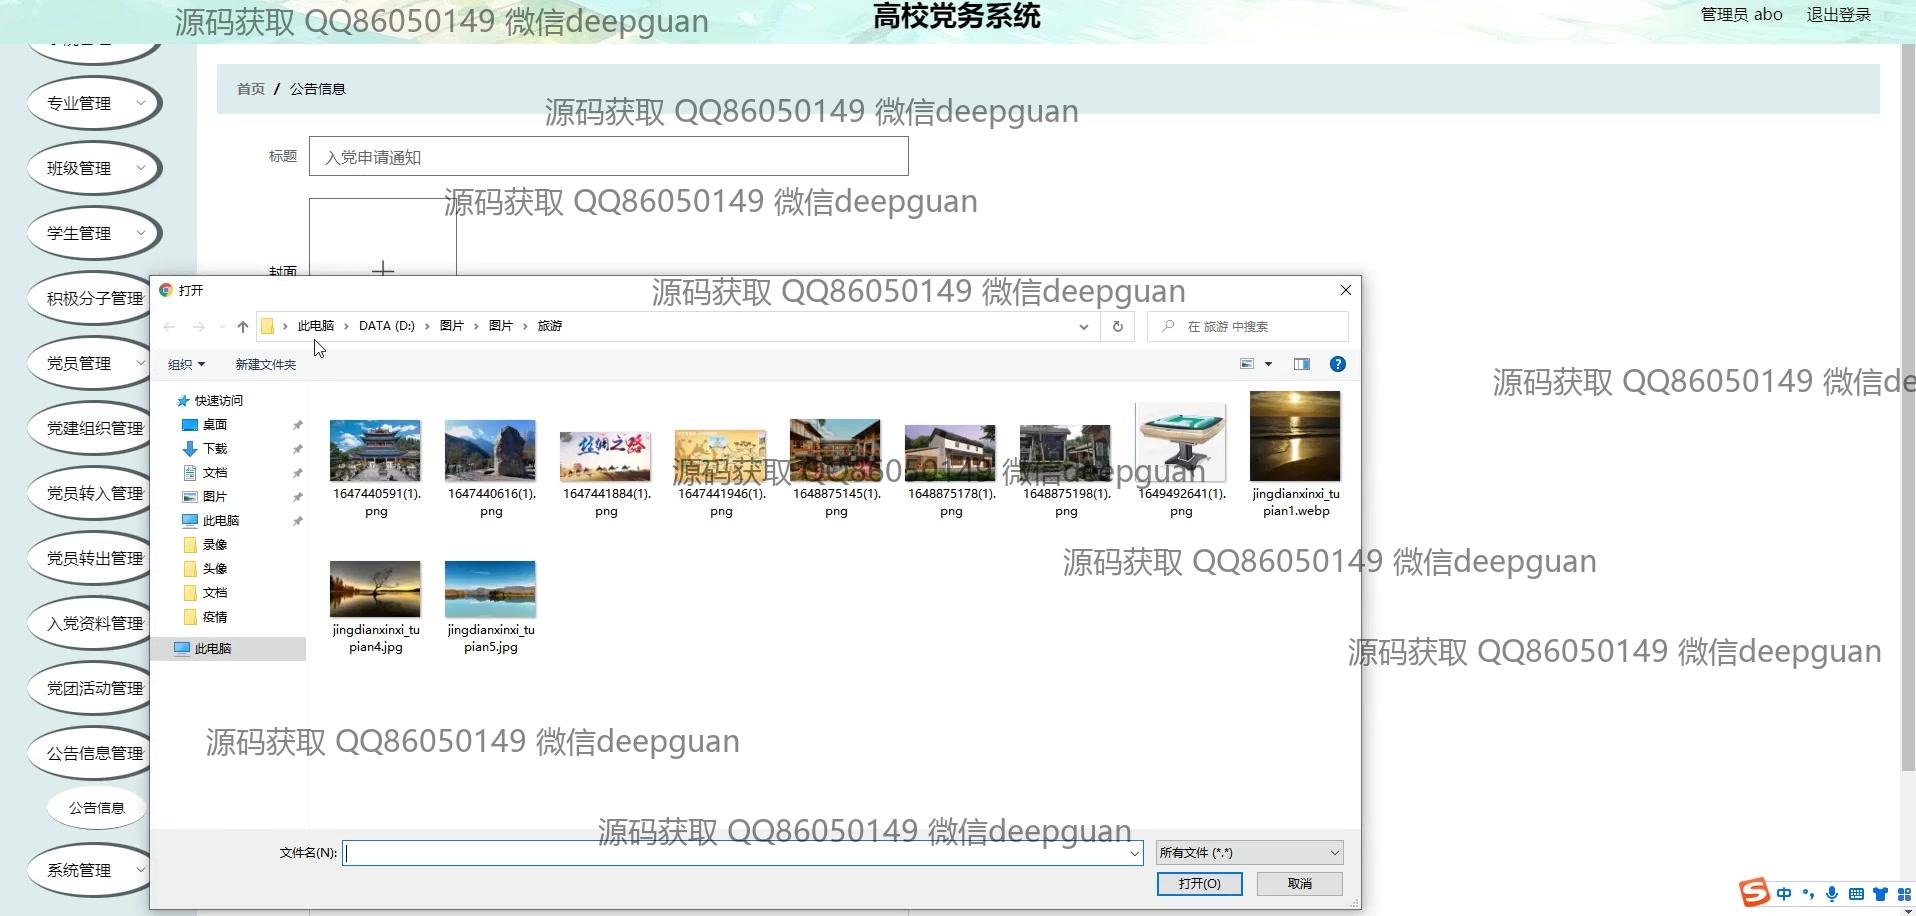 源码获取 QQ86050149 微信deepguan
高校党务系统
管理员 abo
退出登录
专业管理
班级管理
学生管理
积极分子管理
党员管理
党建组织管理
党员转入管理
党员转出管理
入党资料管理
党团活动管理
公告信息管理
公告信息
系统管理
首页 / 公告信息
源码获取 QQ86050149 微信deepguan
标题
入党申请通知
源码获取 QQ86050149 微信deepguan
封面
打开
源码获取 QQ86050149 微信deepguan
此电脑 › DATA (D:) › 图片 › 图片 › 旅游
在 旅游 中搜索
组织
新建文件夹
源码获取 QQ86050149 微信de
快速访问
桌面
下载
文档
图片
此电脑
录像
头像
文档
疫情
此电脑
丝绸之路
源码获取 QQ86050149 微信deepguan
1647440591(1).png
1647440616(1).png
1647441884(1).png
1647441946(1).png
1648875145(1).png
1648875178(1).png
1648875198(1).png
1649492641(1).png
jingdianxinxi_tupian1.webp
源码获取 QQ86050149 微信deepguan
jingdianxinxi_tupian4.jpg
jingdianxinxi_tupian5.jpg
源码获取 QQ86050149 微信deepguan
源码获取 QQ86050149 微信deepguan
源码获取 QQ86050149 微信deepguan
文件名(N):
所有文件 (*.*)
打开(O)
取消
中